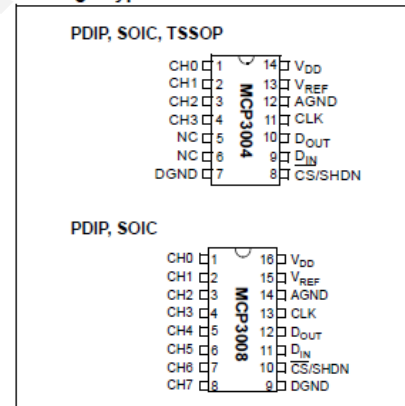 PDIP, SOIC, TSSOP
CH0 1 14 VDD
CH1 2 13 VREF
CH2 3 12 AGND
CH3 4 11 CLK
NC 5 10 DOUT
NC 6 9 DIN
DGND 7 8 CS/SHDN
MCP3004
PDIP, SOIC
CH0 1 16 VDD
CH1 2 15 VREF
CH2 3 14 AGND
CH3 4 13 CLK
CH4 5 12 DOUT
CH5 6 11 DIN
CH6 7 10 CS/SHDN
CH7 8 9 DGND
MCP3008